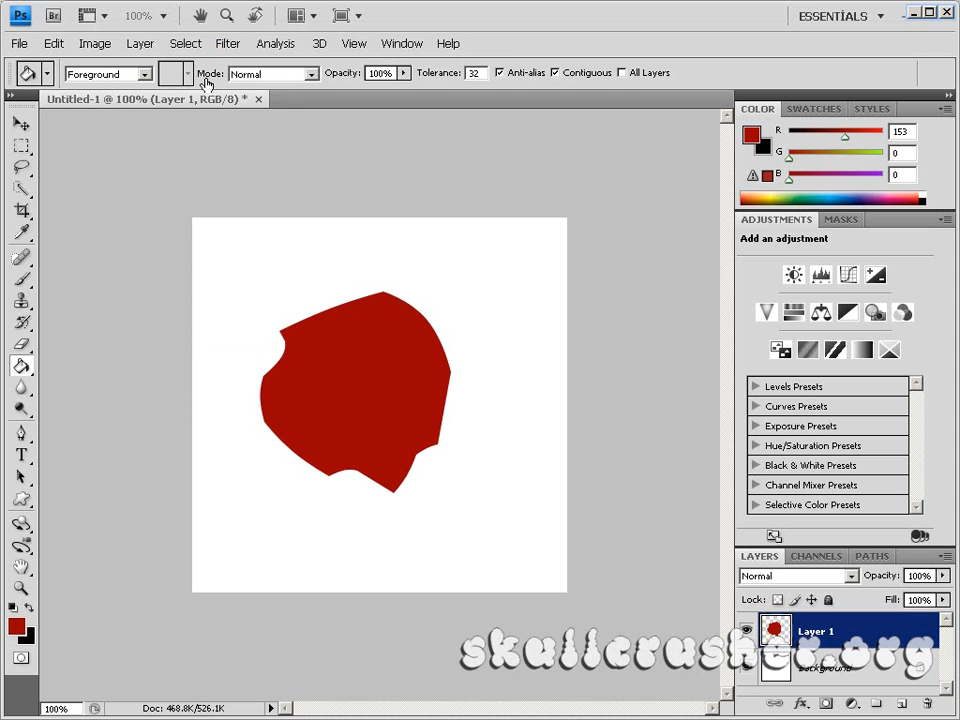 Ps Br 100% ESSENTIALS
File Edit Image Layer Select Filter Analysis 3D View Window Help
Foreground Mode: Normal Opacity: 100% Tolerance: 32 Anti-alias Contiguous All Layers
Untitled-1 @ 100% (Layer 1, RGB/8) *
COLOR SWATCHES STYLES
R 153
G 0
B 0
ADJUSTMENTS MASKS
Add an adjustment
Levels Presets
Curves Presets
Exposure Presets
Hue/Saturation Presets
Black & White Presets
Channel Mixer Presets
Selective Color Presets
LAYERS CHANNELS PATHS
Normal Opacity: 100%
Lock: Fill: 100%
Layer 1
skullcrusher.org
Background
100% Doc: 468.8K/526.1K